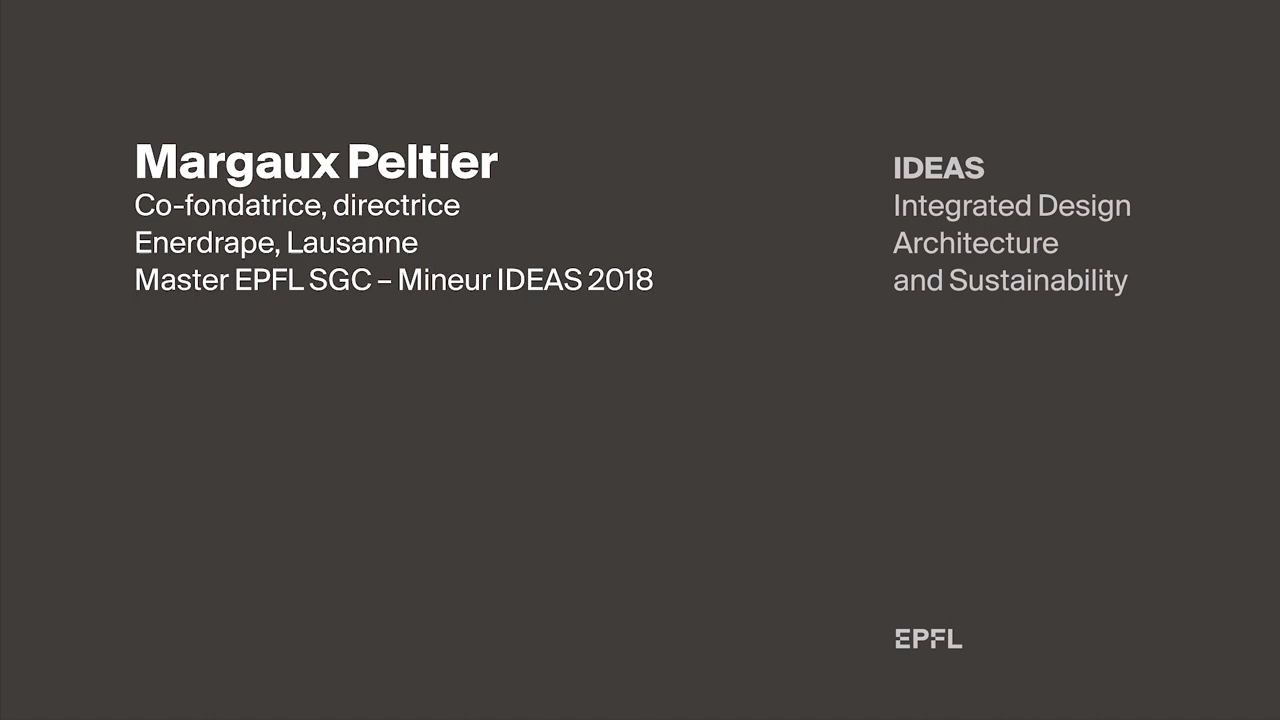 Margaux Peltier
Co-fondatrice, directrice
Enerdrape, Lausanne
Master EPFL SGC – Mineur IDEAS 2018
IDEAS
Integrated Design
Architecture
and Sustainability
EPFL